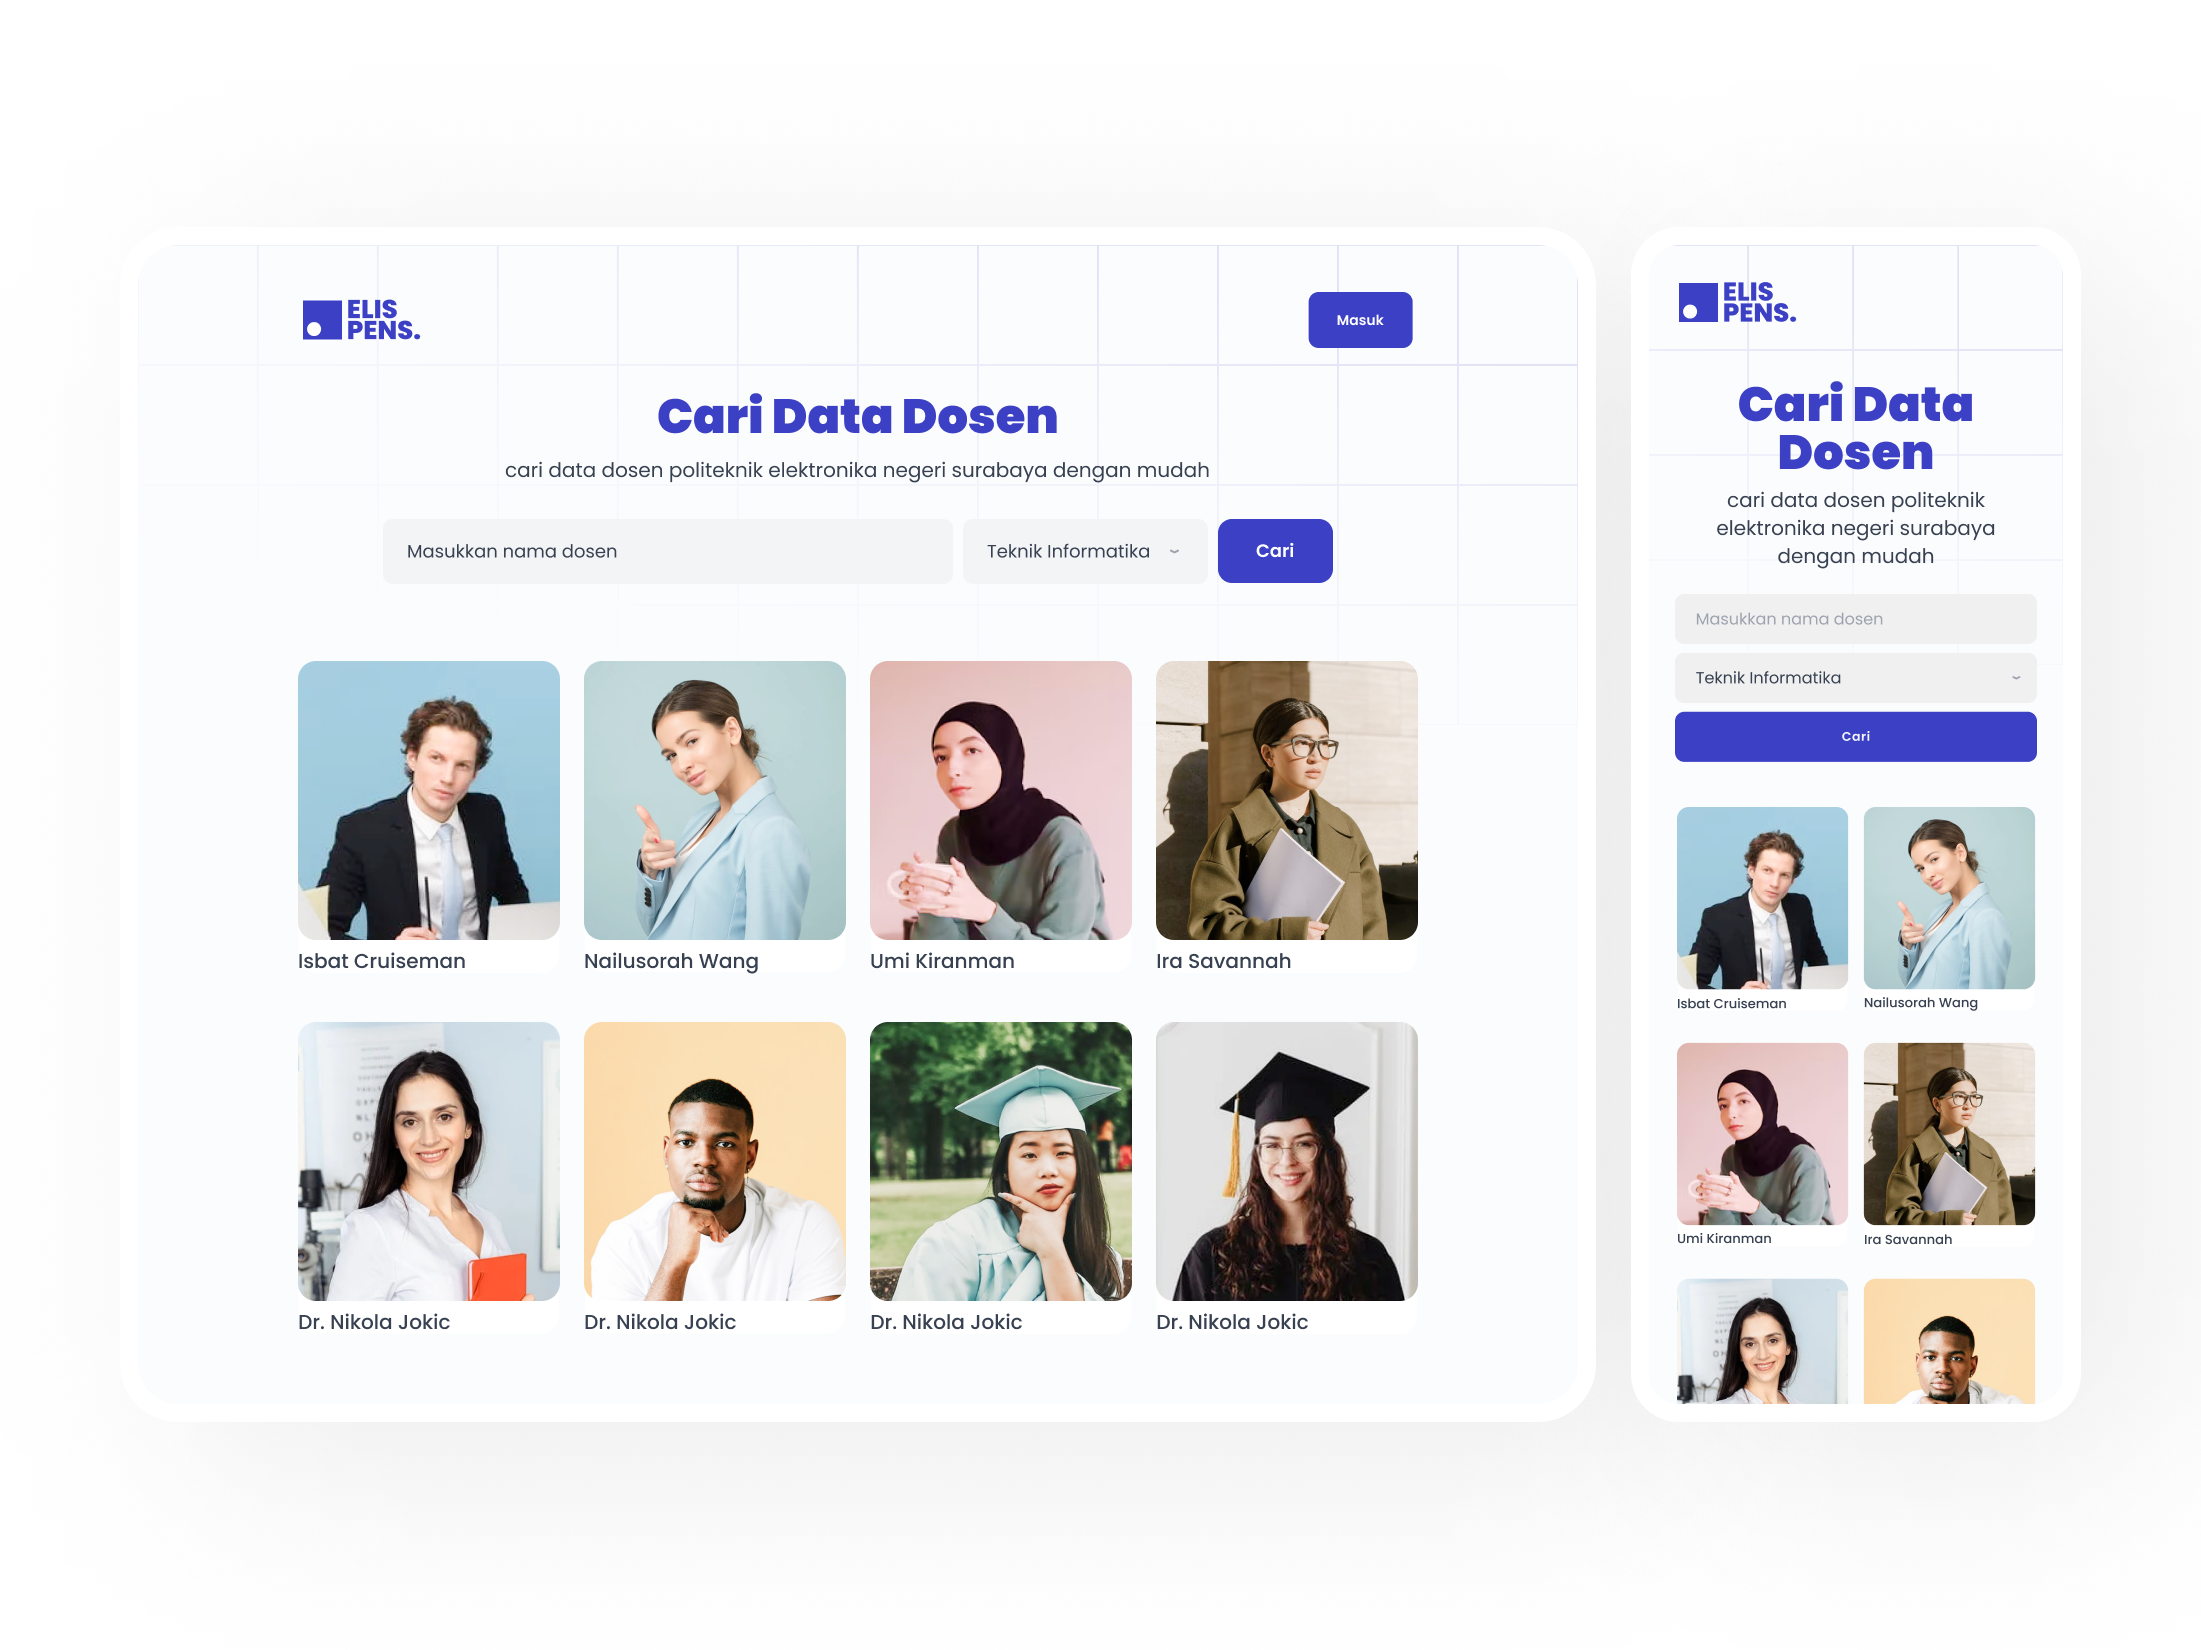 ELIS
PENS.
Masuk
Cari Data Dosen
cari data dosen politeknik elektronika negeri surabaya dengan mudah
Masukkan nama dosen
Teknik Informatika
Cari
Isbat Cruiseman
Nailusorah Wang
Umi Kiranman
Ira Savannah
Dr. Nikola Jokic
Dr. Nikola Jokic
Dr. Nikola Jokic
Dr. Nikola Jokic
ELIS
PENS.
Cari Data
Dosen
cari data dosen politeknik
elektronika negeri surabaya
dengan mudah
Masukkan nama dosen
Teknik Informatika
Cari
Isbat Cruiseman
Nailusorah Wang
Umi Kiranman
Ira Savannah